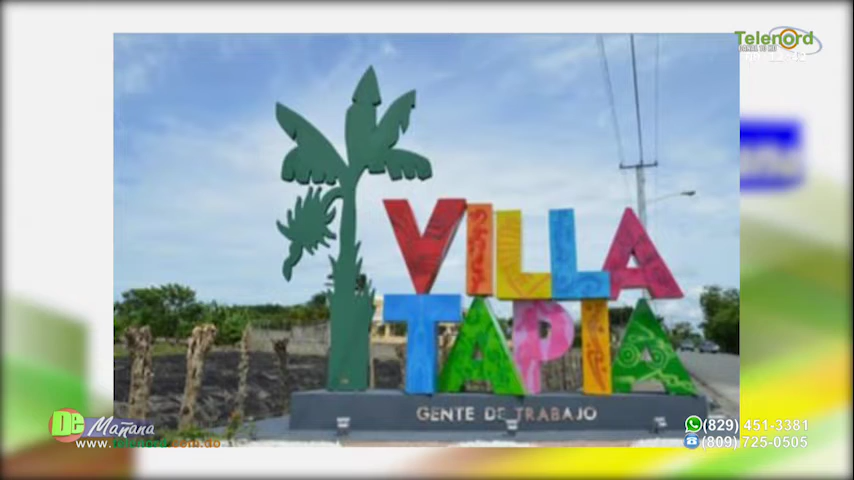 Telenord
VILLA
TAPIA
GENTE DE TRABAJO
De Mañana
(829) 451-3381
(809) 725-0505